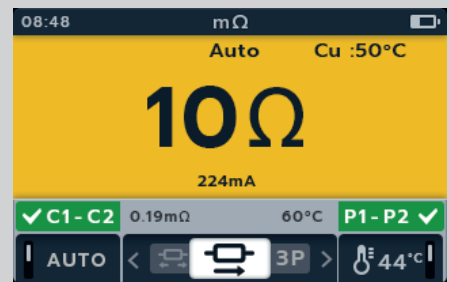 08:48 mΩ
Auto Cu :50°C
10Ω
224mA
C1-C2 0.19mΩ 60°C P1-P2
AUTO < 3P > 44°C